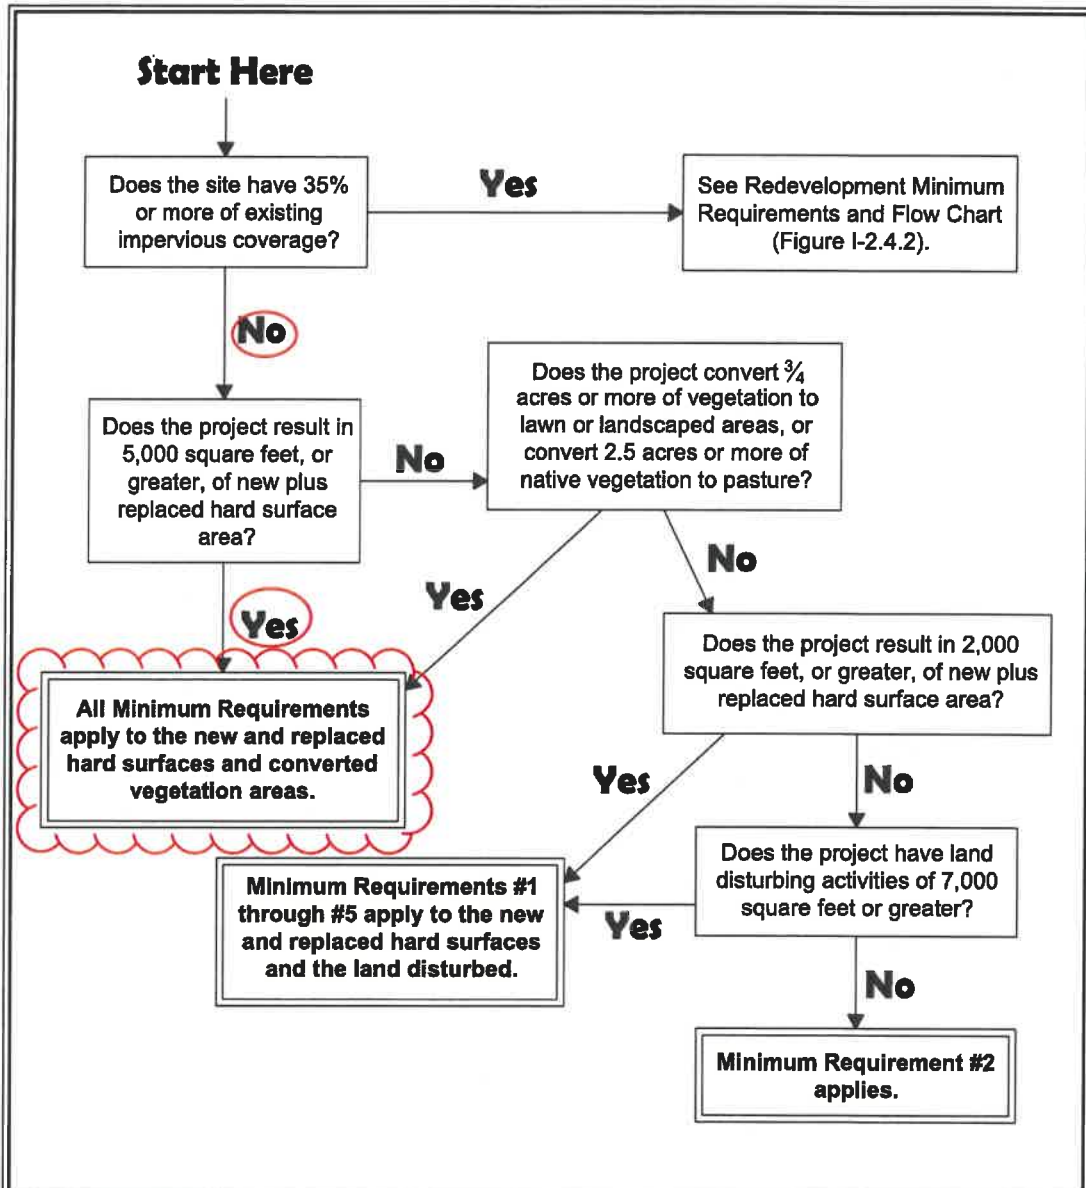 Start Here
Does the site have 35%
or more of existing
impervious coverage?
Yes
See Redevelopment Minimum
Requirements and Flow Chart
(Figure I-2.4.2).
No
Does the project result in
5,000 square feet, or
greater, of new plus
replaced hard surface
area?
No
Does the project convert ¾
acres or more of vegetation to
lawn or landscaped areas, or
convert 2.5 acres or more of
native vegetation to pasture?
Yes
Yes
No
All Minimum Requirements
apply to the new and replaced
hard surfaces and converted
vegetation areas.
Does the project result in 2,000
square feet, or greater, of new plus
replaced hard surface area?
Yes
No
Minimum Requirements #1
through #5 apply to the new
and replaced hard surfaces
and the land disturbed.
Does the project have land
disturbing activities of 7,000
square feet or greater?
Yes
No
Minimum Requirement #2
applies.